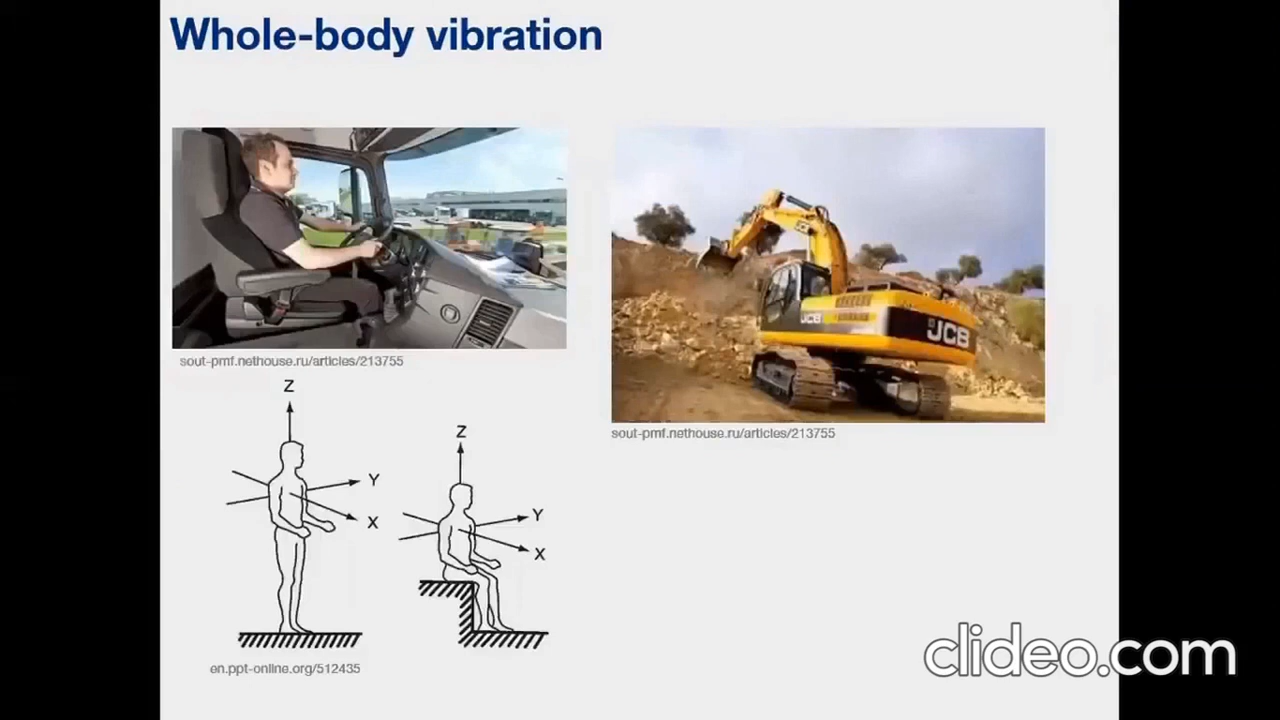 Whole-body vibration
sout-pmf.nethouse.ru/articles/213755
JCB
JCB
sout-pmf.nethouse.ru/articles/213755
Z
Y
X
Z
Y
X
en.ppt-online.org/512435
clideo.com